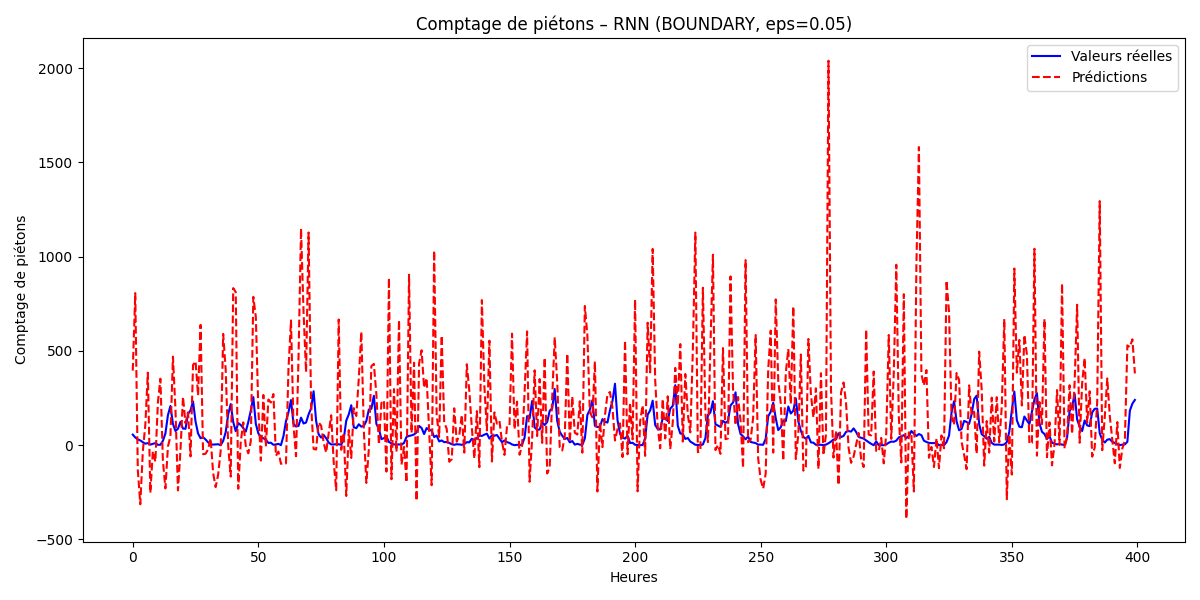 Comptage de piétons – RNN (BOUNDARY, eps=0.05)
Valeurs réelles
Prédictions
Comptage de piétons
2000
1500
1000
500
0
−500
0 50 100 150 200 250 300 350 400
Heures